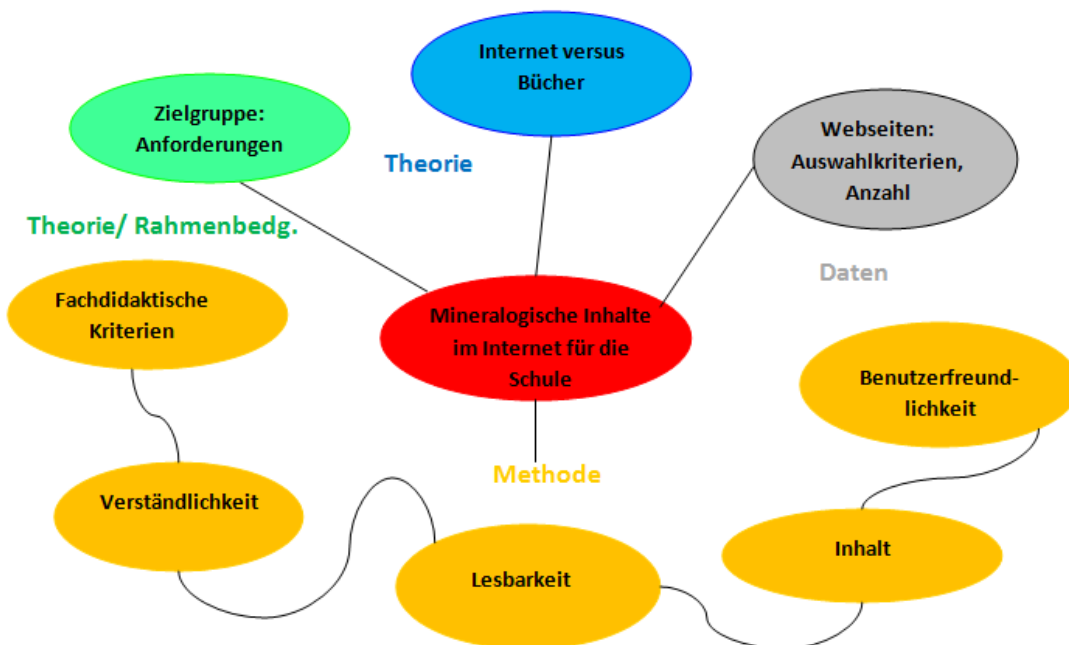 Internet versus
Bücher
Zielgruppe:
Anforderungen
Webseiten:
Auswahlkriterien,
Anzahl
Theorie
Theorie/ Rahmenbedg.
Daten
Fachdidaktische
Kriterien
Mineralogische Inhalte
im Internet für die
Schule
Benutzerfreund-
lichkeit
Methode
Verständlichkeit
Inhalt
Lesbarkeit